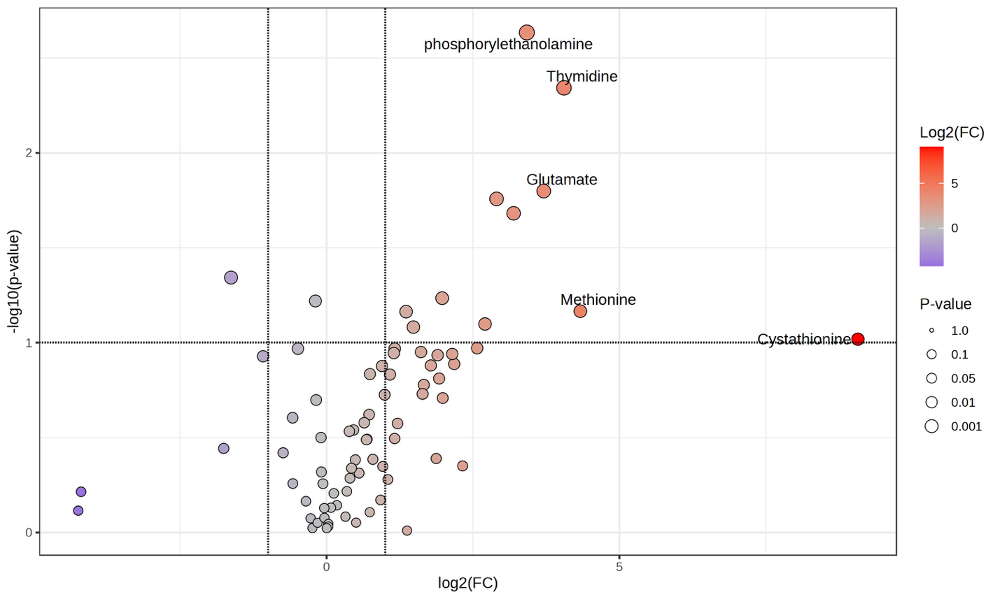 phosphorylethanolamine
Thymidine
Glutamate
Methionine
Cystathionine
-log10(p-value)
2
1
0
0
5
log2(FC)
Log2(FC)
5
0
P-value
1.0
0.1
0.05
0.01
0.001